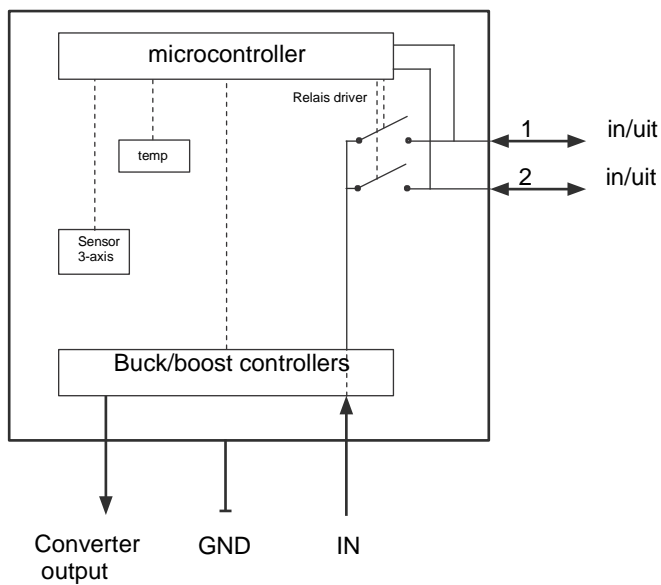 microcontroller
Relais driver
1
in/uit
temp
2
in/uit
Sensor
3-axis
Buck/boost controllers
Converter
output
GND
IN